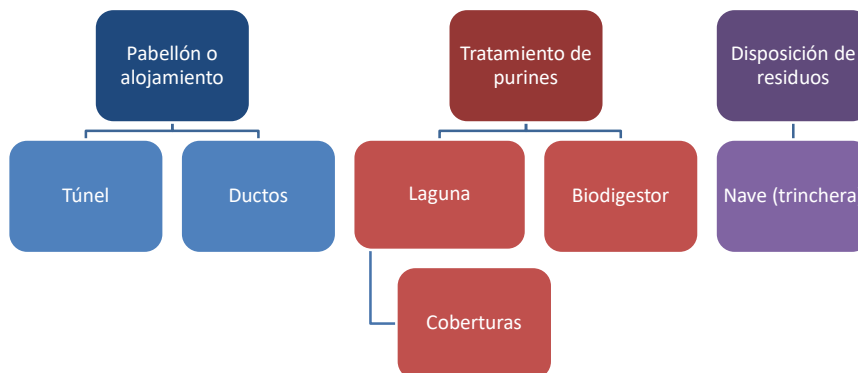 Pabellón o
alojamiento
Tratamiento de
purines
Disposición de
residuos
Túnel
Ductos
Laguna
Biodigestor
Nave (trinchera
Coberturas